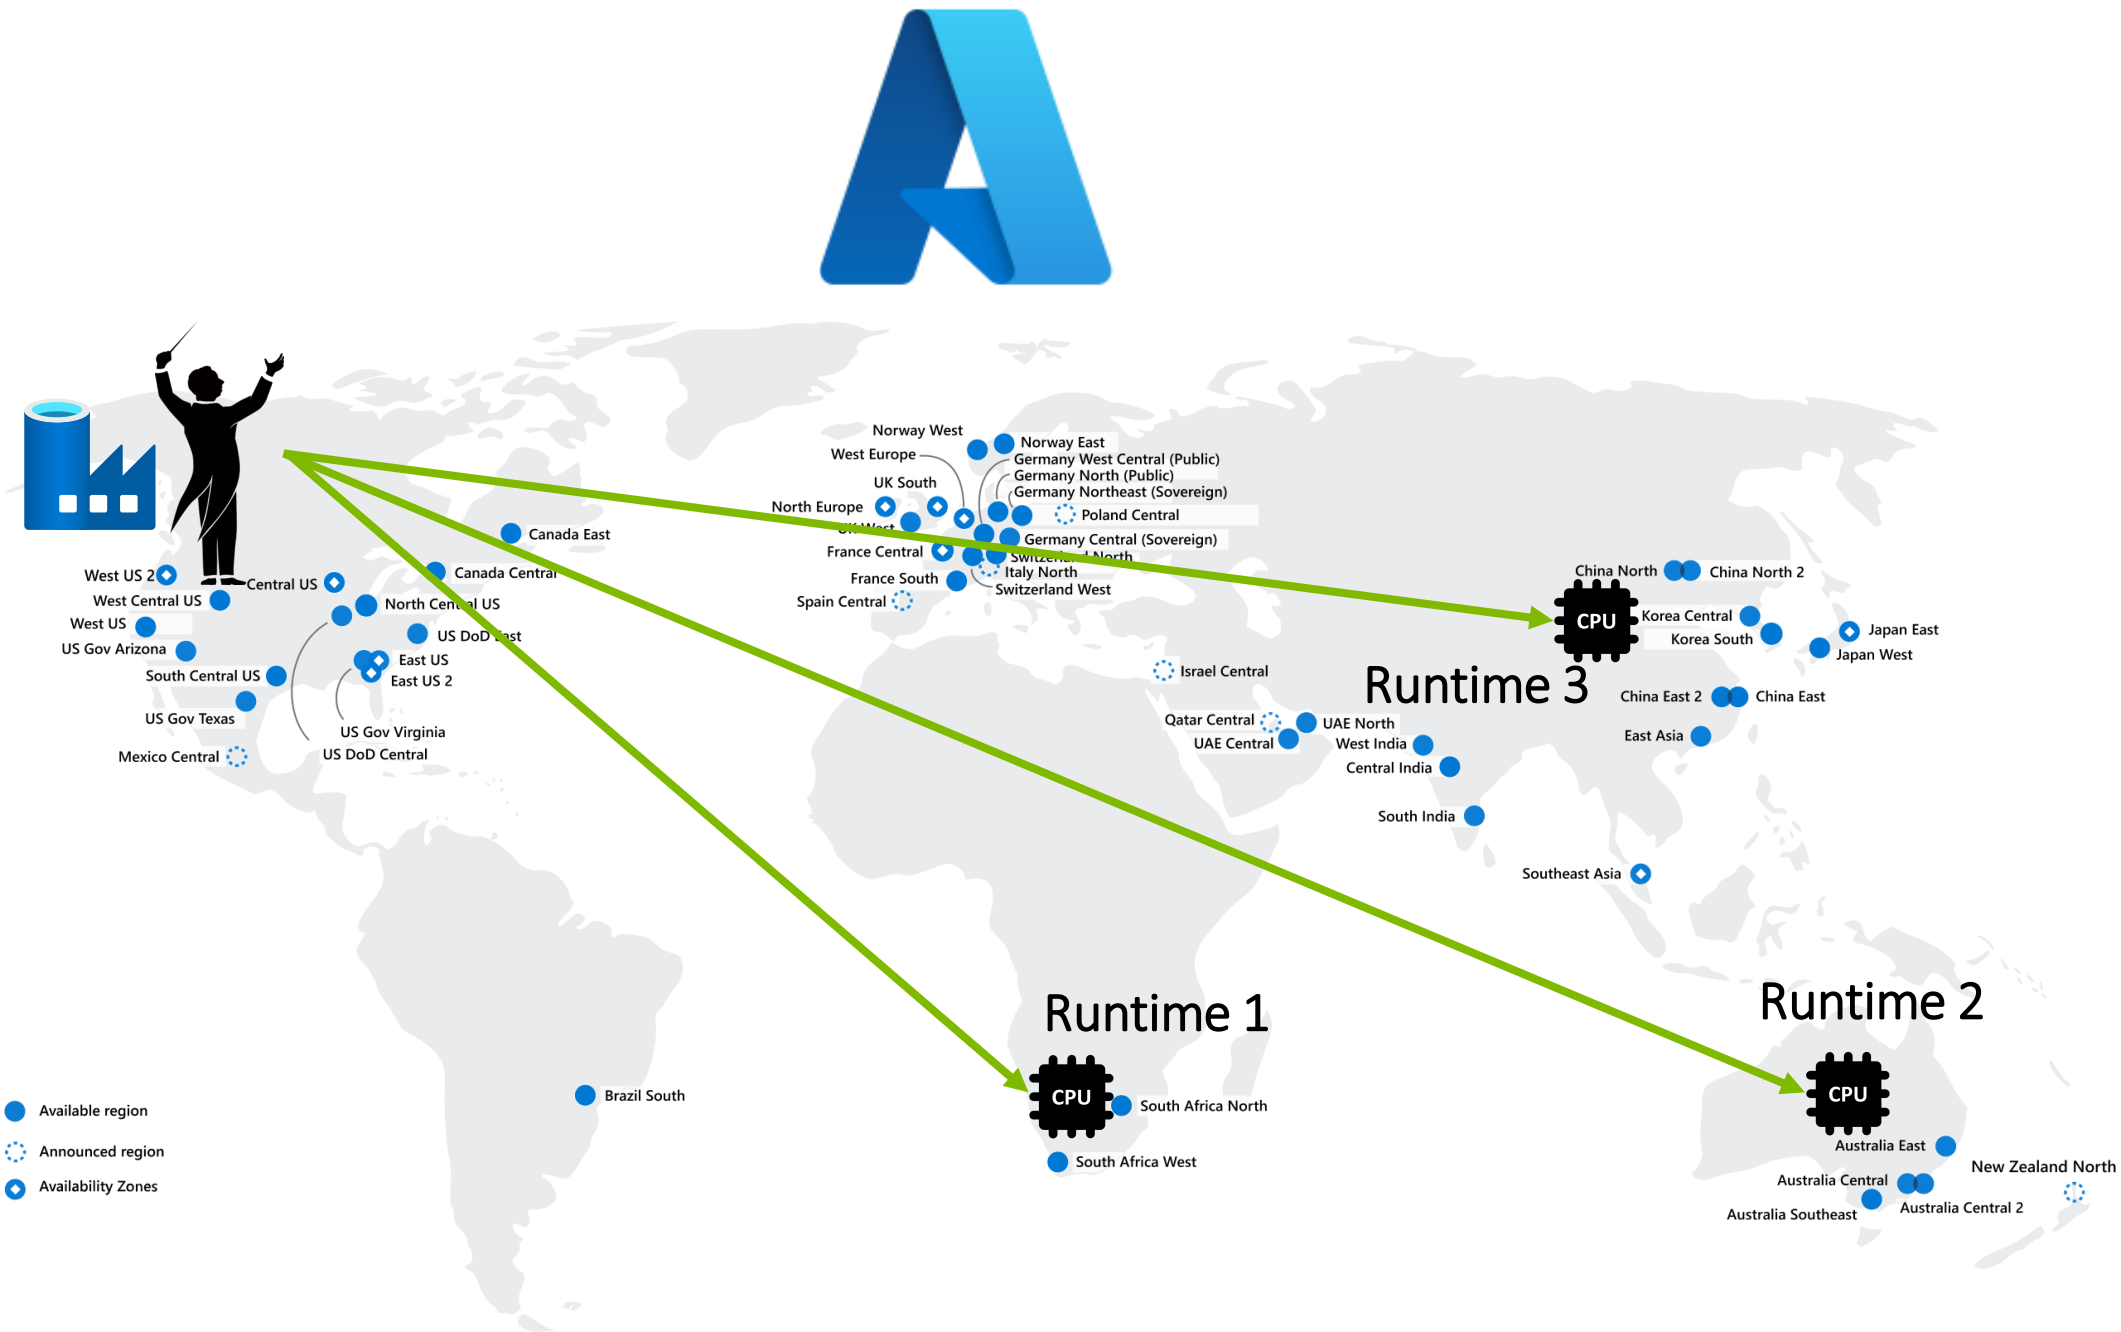 Norway West
Norway East
West Europe
Germany West Central (Public)
Germany North (Public)
UK South
Germany Northeast (Sovereign)
North Europe
Poland Central
UK West
Canada East
Germany Central (Sovereign)
France Central
Switzerland North
West US 2
Central US
Canada Central
Italy North
China North
China North 2
France South
Switzerland West
West Central US
North Central US
Spain Central
CPU
Korea Central
West US
US DoD East
Korea South
Japan East
US Gov Arizona
East US
Japan West
South Central US
East US 2
Israel Central
Runtime 3
China East 2
China East
US Gov Texas
US Gov Virginia
Qatar Central
UAE North
Mexico Central
US DoD Central
UAE Central
West India
East Asia
Central India
South India
Southeast Asia
Runtime 1
Runtime 2
Brazil South
CPU
South Africa North
CPU
Available region
Australia East
Announced region
South Africa West
New Zealand North
Availability Zones
Australia Central
Australia Southeast
Australia Central 2